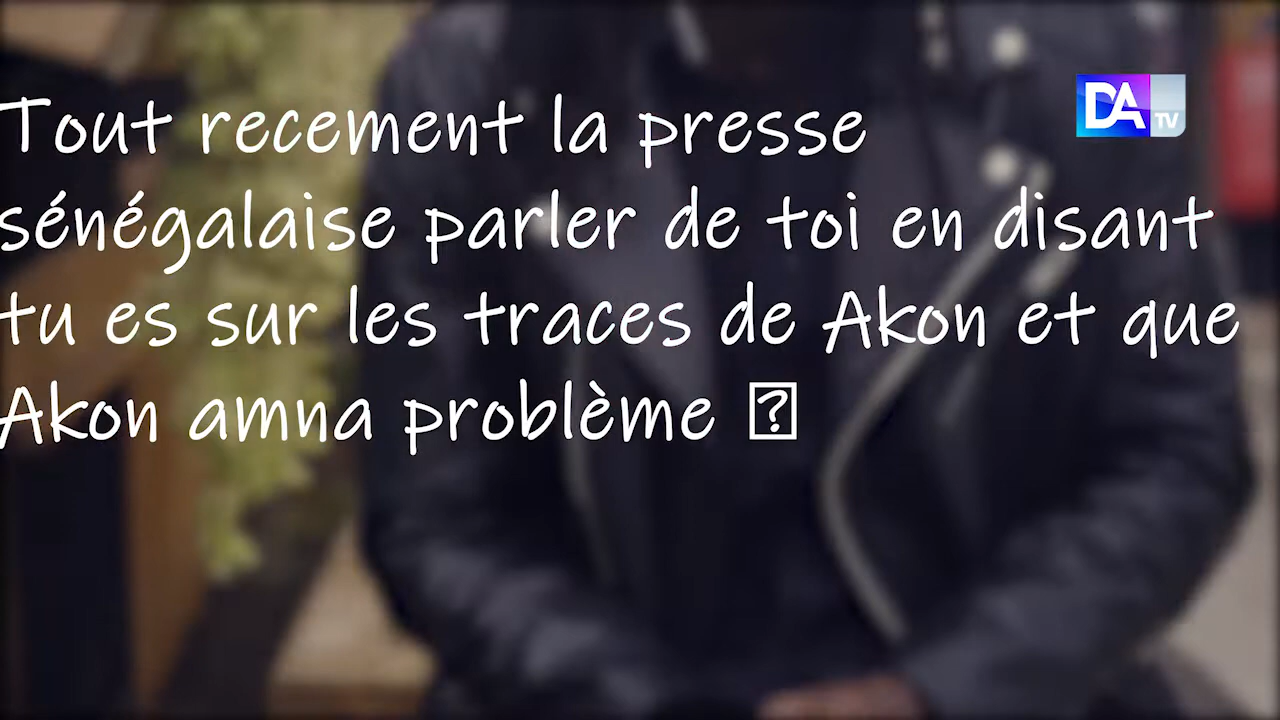 DA TV
Tout recement la presse
sénégalaise parler de toi en disant
tu es sur les traces de Akon et que
Akon amna problème ?